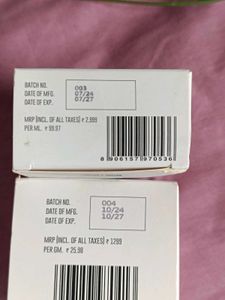 BATCH NO. 003
DATE OF MFG. 07/24
DATE OF EXP. 07/27
MRP (INCL. OF ALL TAXES) ₹ 2,999
PER ML. ₹ 99.97
8 906157 970536
BATCH NO. 004
DATE OF MFG. 10/24
DATE OF EXP. 10/27
MRP (INCL. OF ALL TAXES) ₹ 1299
PER GM. ₹ 25.98